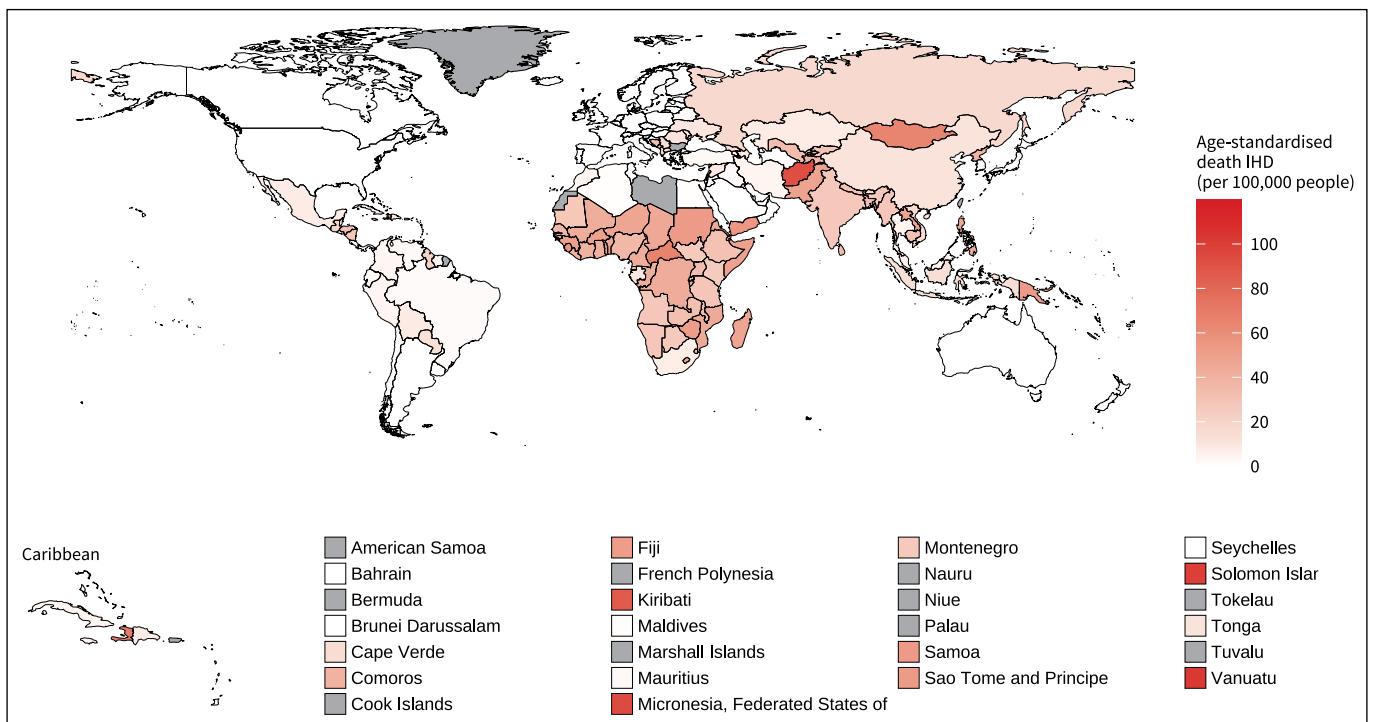 Age-standardised
death IHD
(per 100,000 people)
100
80
60
40
20
0
Caribbean
American Samoa
Bahrain
Bermuda
Brunei Darussalam
Cape Verde
Comoros
Cook Islands
Fiji
French Polynesia
Kiribati
Maldives
Marshall Islands
Mauritius
Micronesia, Federated States of
Montenegro
Nauru
Niue
Palau
Samoa
Sao Tome and Principe
Seychelles
Solomon Islar
Tokelau
Tonga
Tuvalu
Vanuatu